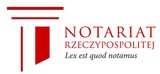 NOTARIAT
RZECZYPOSPOLITEJ
Lex est quod notamus